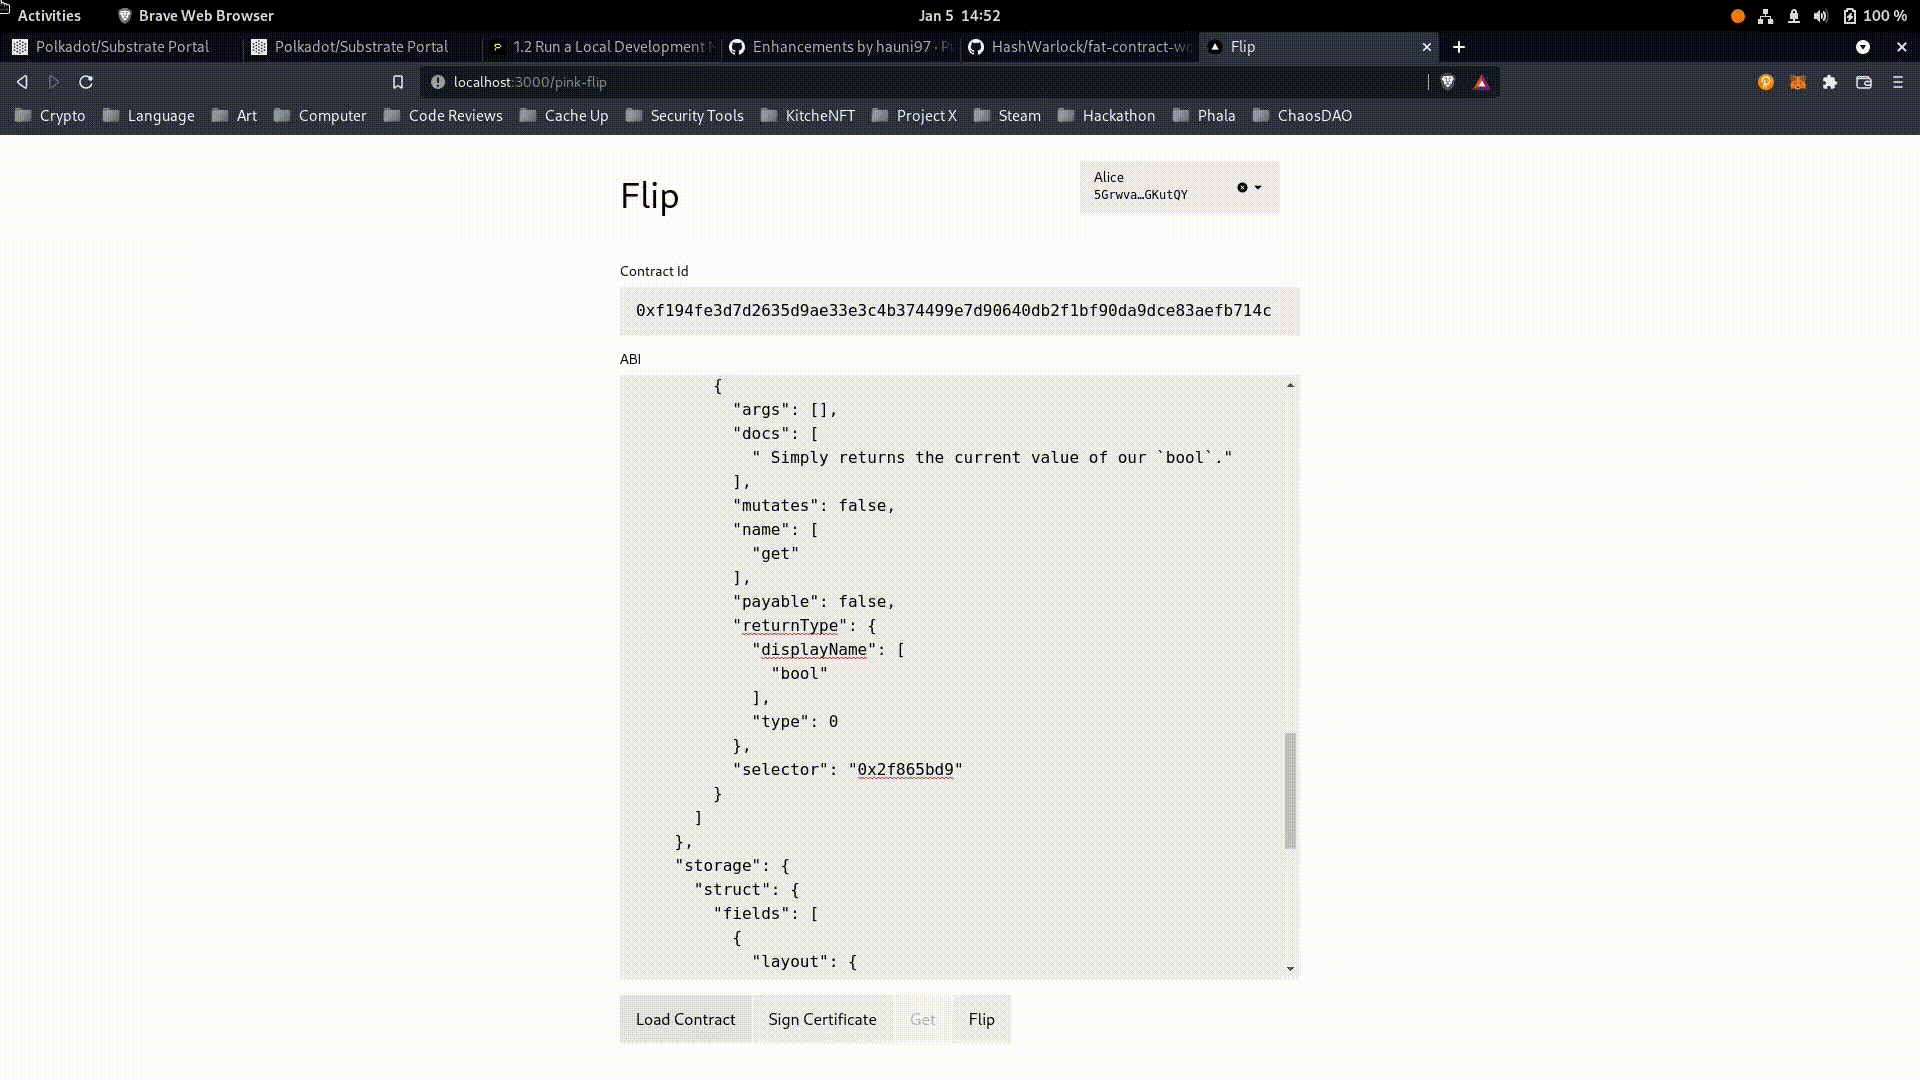 Activities Brave Web Browser Jan 5 14:52 100 %
Polkadot/Substrate Portal Polkadot/Substrate Portal 1.2 Run a Local Development Enhancements by hauni97 · HashWarlock/fat-contract-wo Flip
localhost:3000/pink-flip
Crypto Language Art Computer Code Reviews Cache Up Security Tools KitcheNFT Project X Steam Hackathon Phala ChaosDAO
Flip
Alice
5Grwva…GKutQY
Contract Id
0xf194fe3d7d2635d9ae33e3c4b374499e7d90640db2f1bf90da9dce83aefb714c
ABI
{
"args": [],
"docs": [
" Simply returns the current value of our `bool`."
],
"mutates": false,
"name": [
"get"
],
"payable": false,
"returnType": {
"displayName": [
"bool"
],
"type": 0
},
"selector": "0x2f865bd9"
}
]
},
"storage": {
"struct": {
"fields": [
{
"layout": {
Load Contract Sign Certificate Get Flip